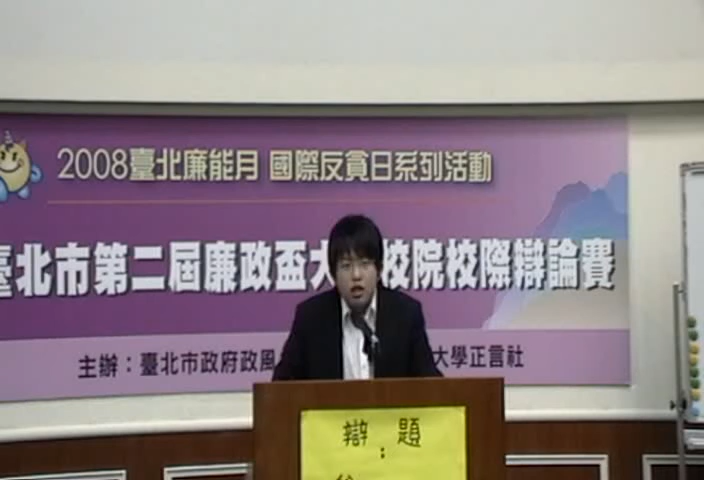 2008臺北廉能月 國際反貪日系列活動
臺北市第二屆廉政盃大 校院校際辯論賽
主辦：臺北市政府政風 大學正言社
辯：題